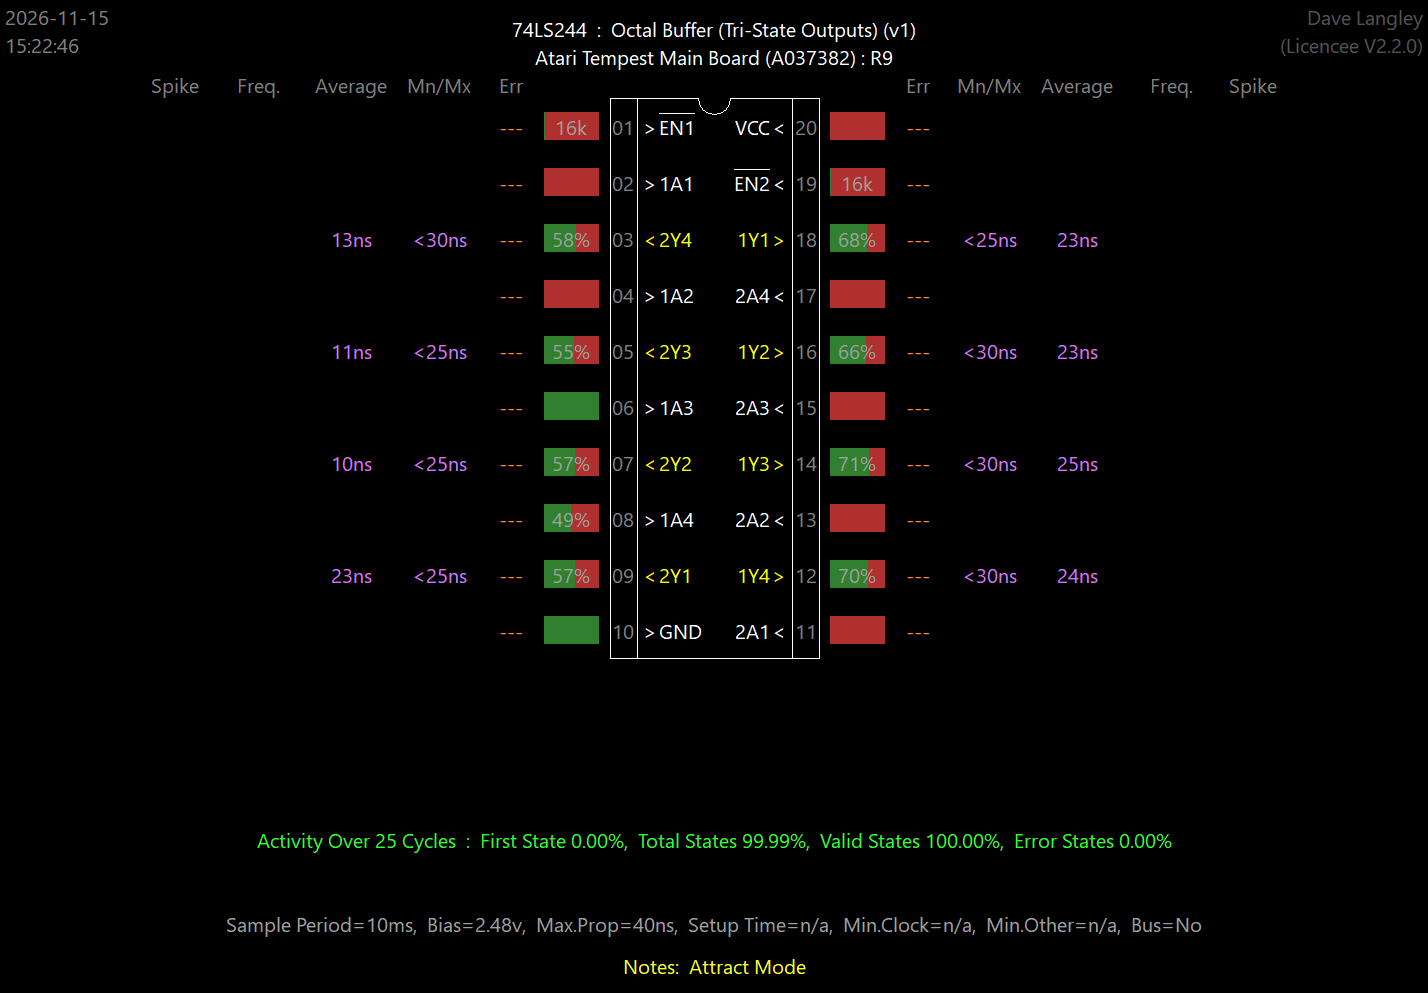 2026-11-15
15:22:46
74LS244 : Octal Buffer (Tri-State Outputs) (v1)
Atari Tempest Main Board (A037382) : R9
Dave Langley
(Licencee V2.2.0)
Spike Freq. Average Mn/Mx Err Err Mn/Mx Average Freq. Spike
--- 16k 01 > EN1 VCC < 20 ---
--- 02 > 1A1 EN2 < 19 16k ---
13ns <30ns --- 58% 03 < 2Y4 1Y1 > 18 68% --- <25ns 23ns
--- 04 > 1A2 2A4 < 17 ---
11ns <25ns --- 55% 05 < 2Y3 1Y2 > 16 66% --- <30ns 23ns
--- 06 > 1A3 2A3 < 15 ---
10ns <25ns --- 57% 07 < 2Y2 1Y3 > 14 71% --- <30ns 25ns
--- 49% 08 > 1A4 2A2 < 13 ---
23ns <25ns --- 57% 09 < 2Y1 1Y4 > 12 70% --- <30ns 24ns
--- 10 > GND 2A1 < 11 ---
Activity Over 25 Cycles : First State 0.00%, Total States 99.99%, Valid States 100.00%, Error States 0.00%
Sample Period=10ms, Bias=2.48v, Max.Prop=40ns, Setup Time=n/a, Min.Clock=n/a, Min.Other=n/a, Bus=No
Notes: Attract Mode